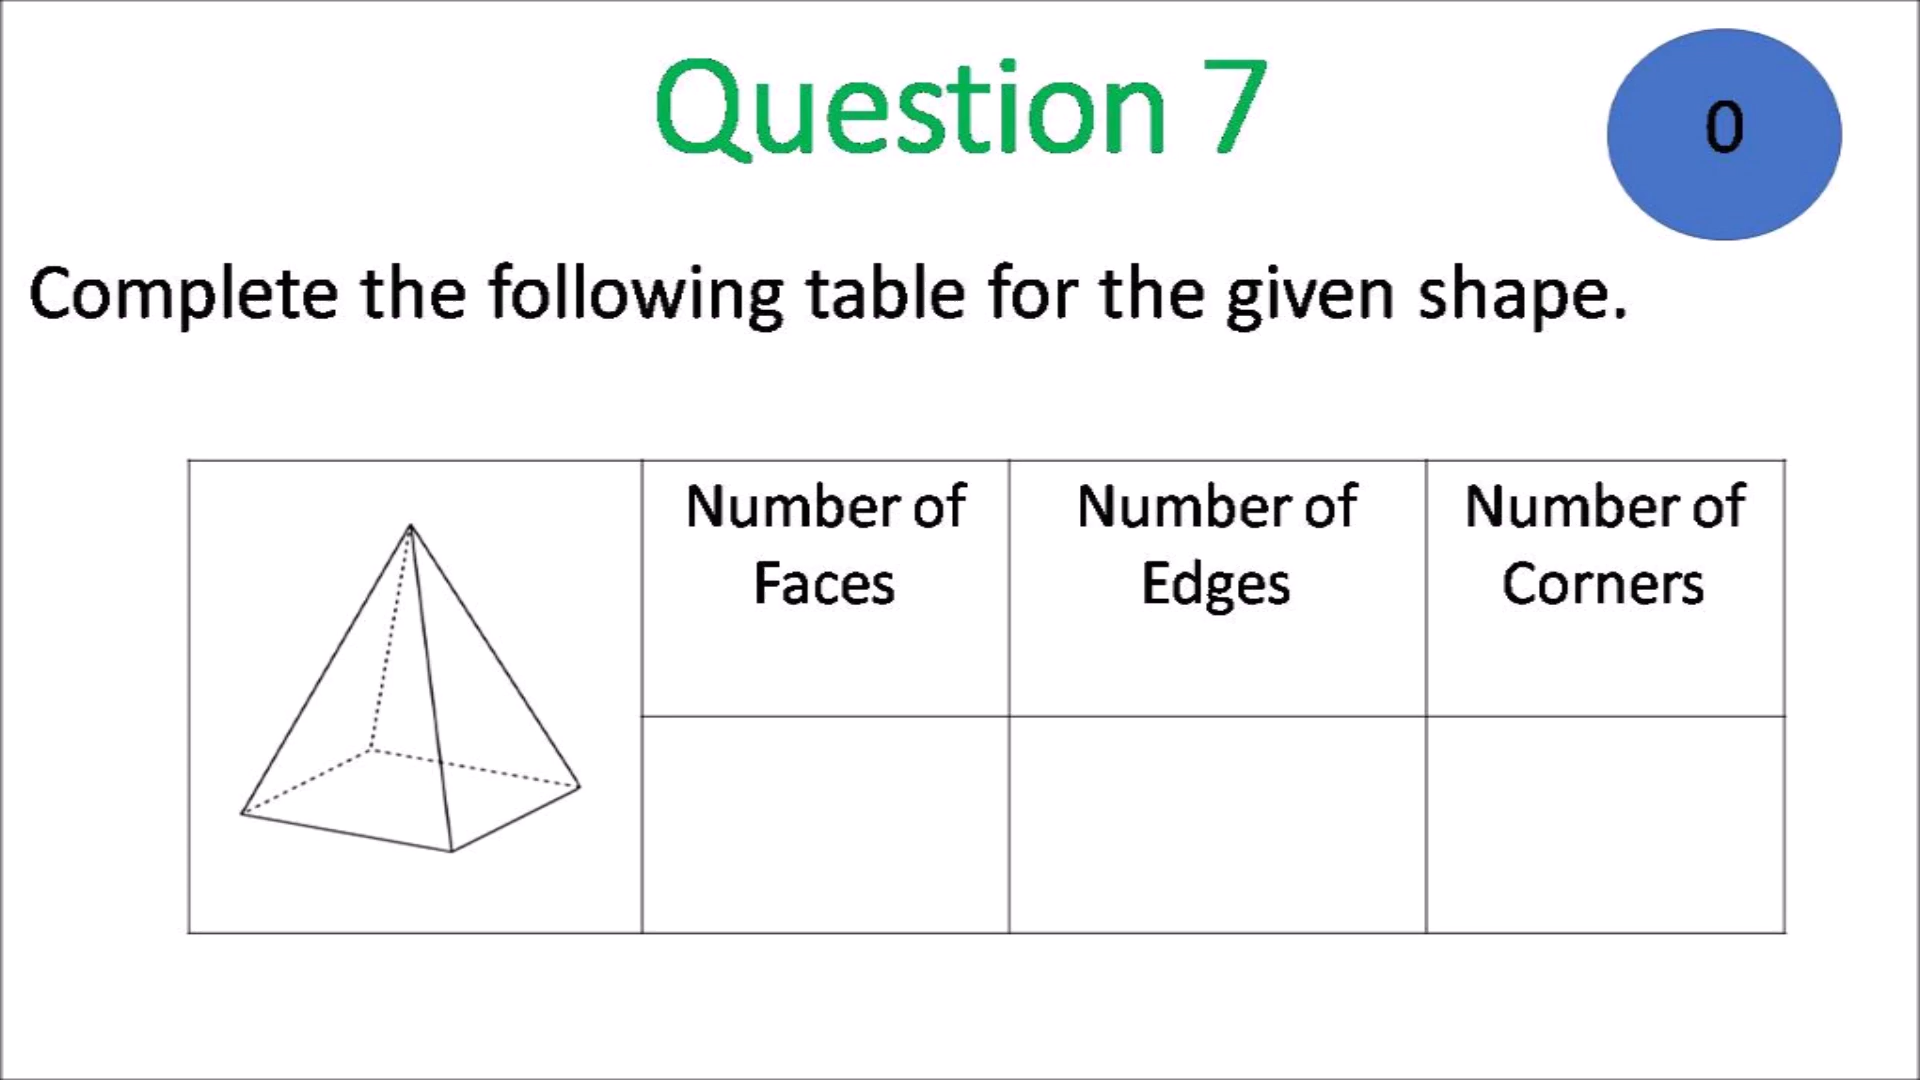 Question 7
0
Complete the following table for the given shape.
Number of
Faces
Number of
Edges
Number of
Corners